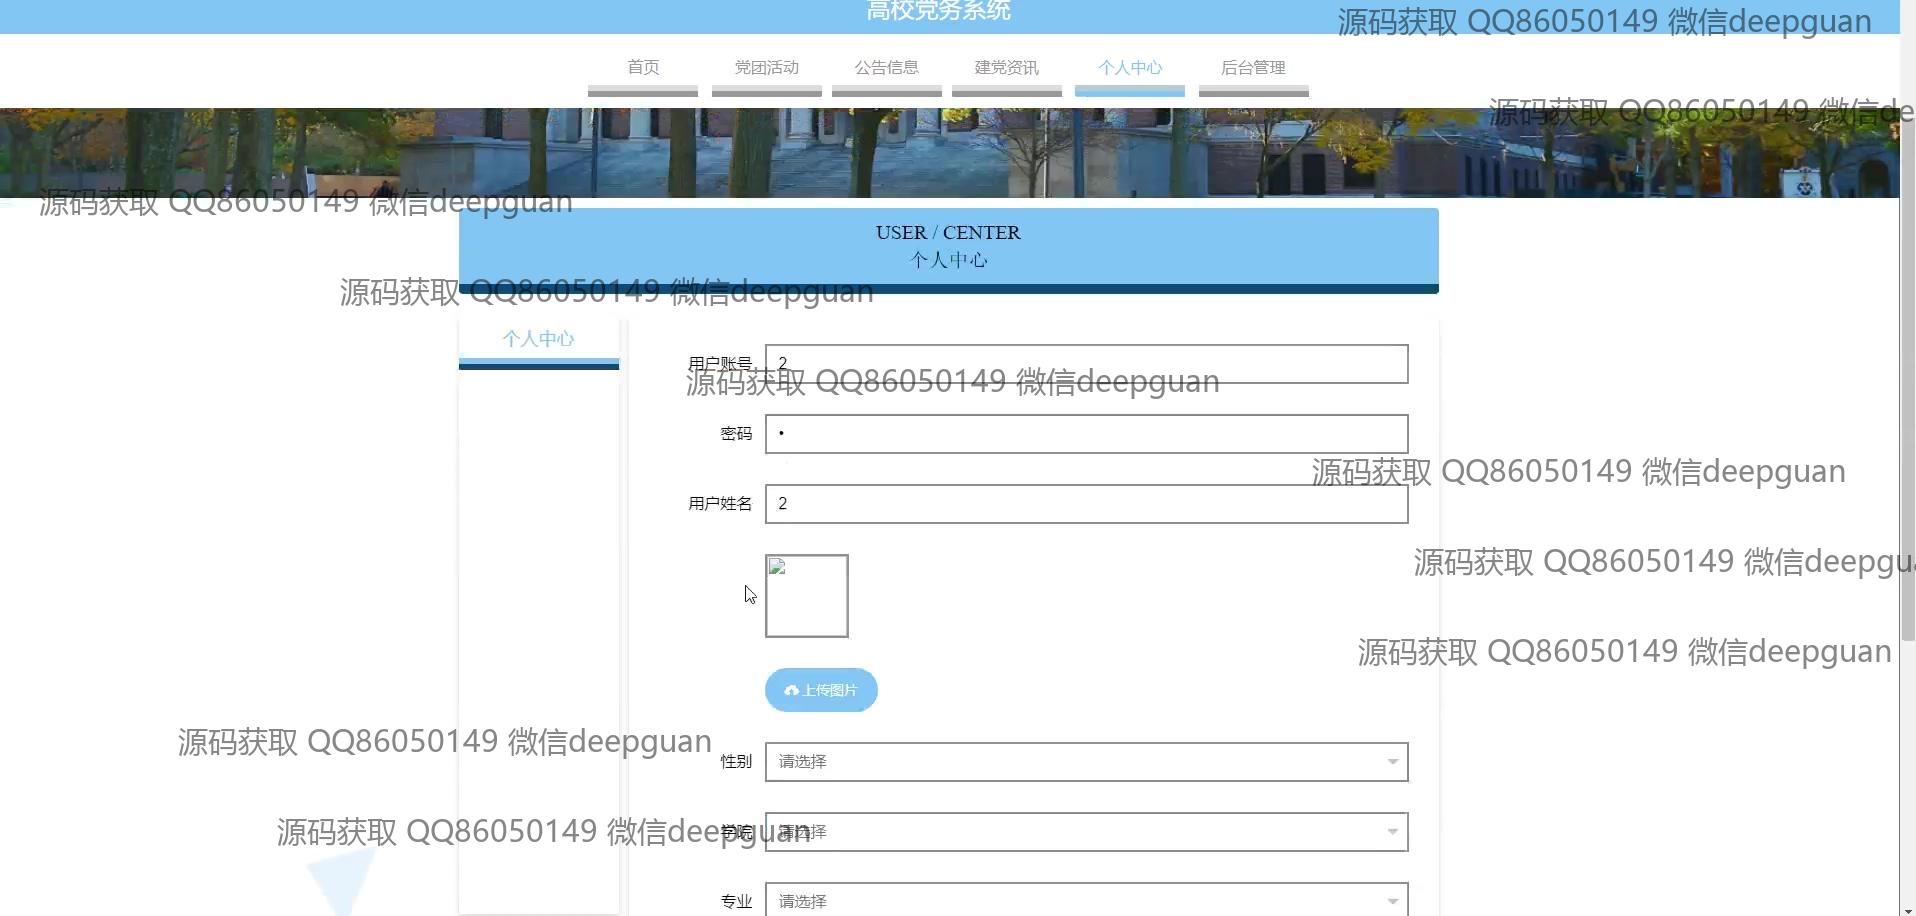 高校党务系统
源码获取 QQ86050149 微信deepguan
首页 党团活动 公告信息 建党资讯 个人中心 后台管理
源码获取 QQ86050149 微信de
源码获取 QQ86050149 微信deepguan
USER / CENTER
个人中心
源码获取 QQ86050149 微信deepguan
个人中心
用户账号 2
源码获取 QQ86050149 微信deepguan
密码 •
源码获取 QQ86050149 微信deepguan
用户姓名 2
源码获取 QQ86050149 微信deepgu
源码获取 QQ86050149 微信deepguan
上传图片
源码获取 QQ86050149 微信deepguan
性别 请选择
源码获取 QQ86050149 微信deepguan
学院 请选择
专业 请选择